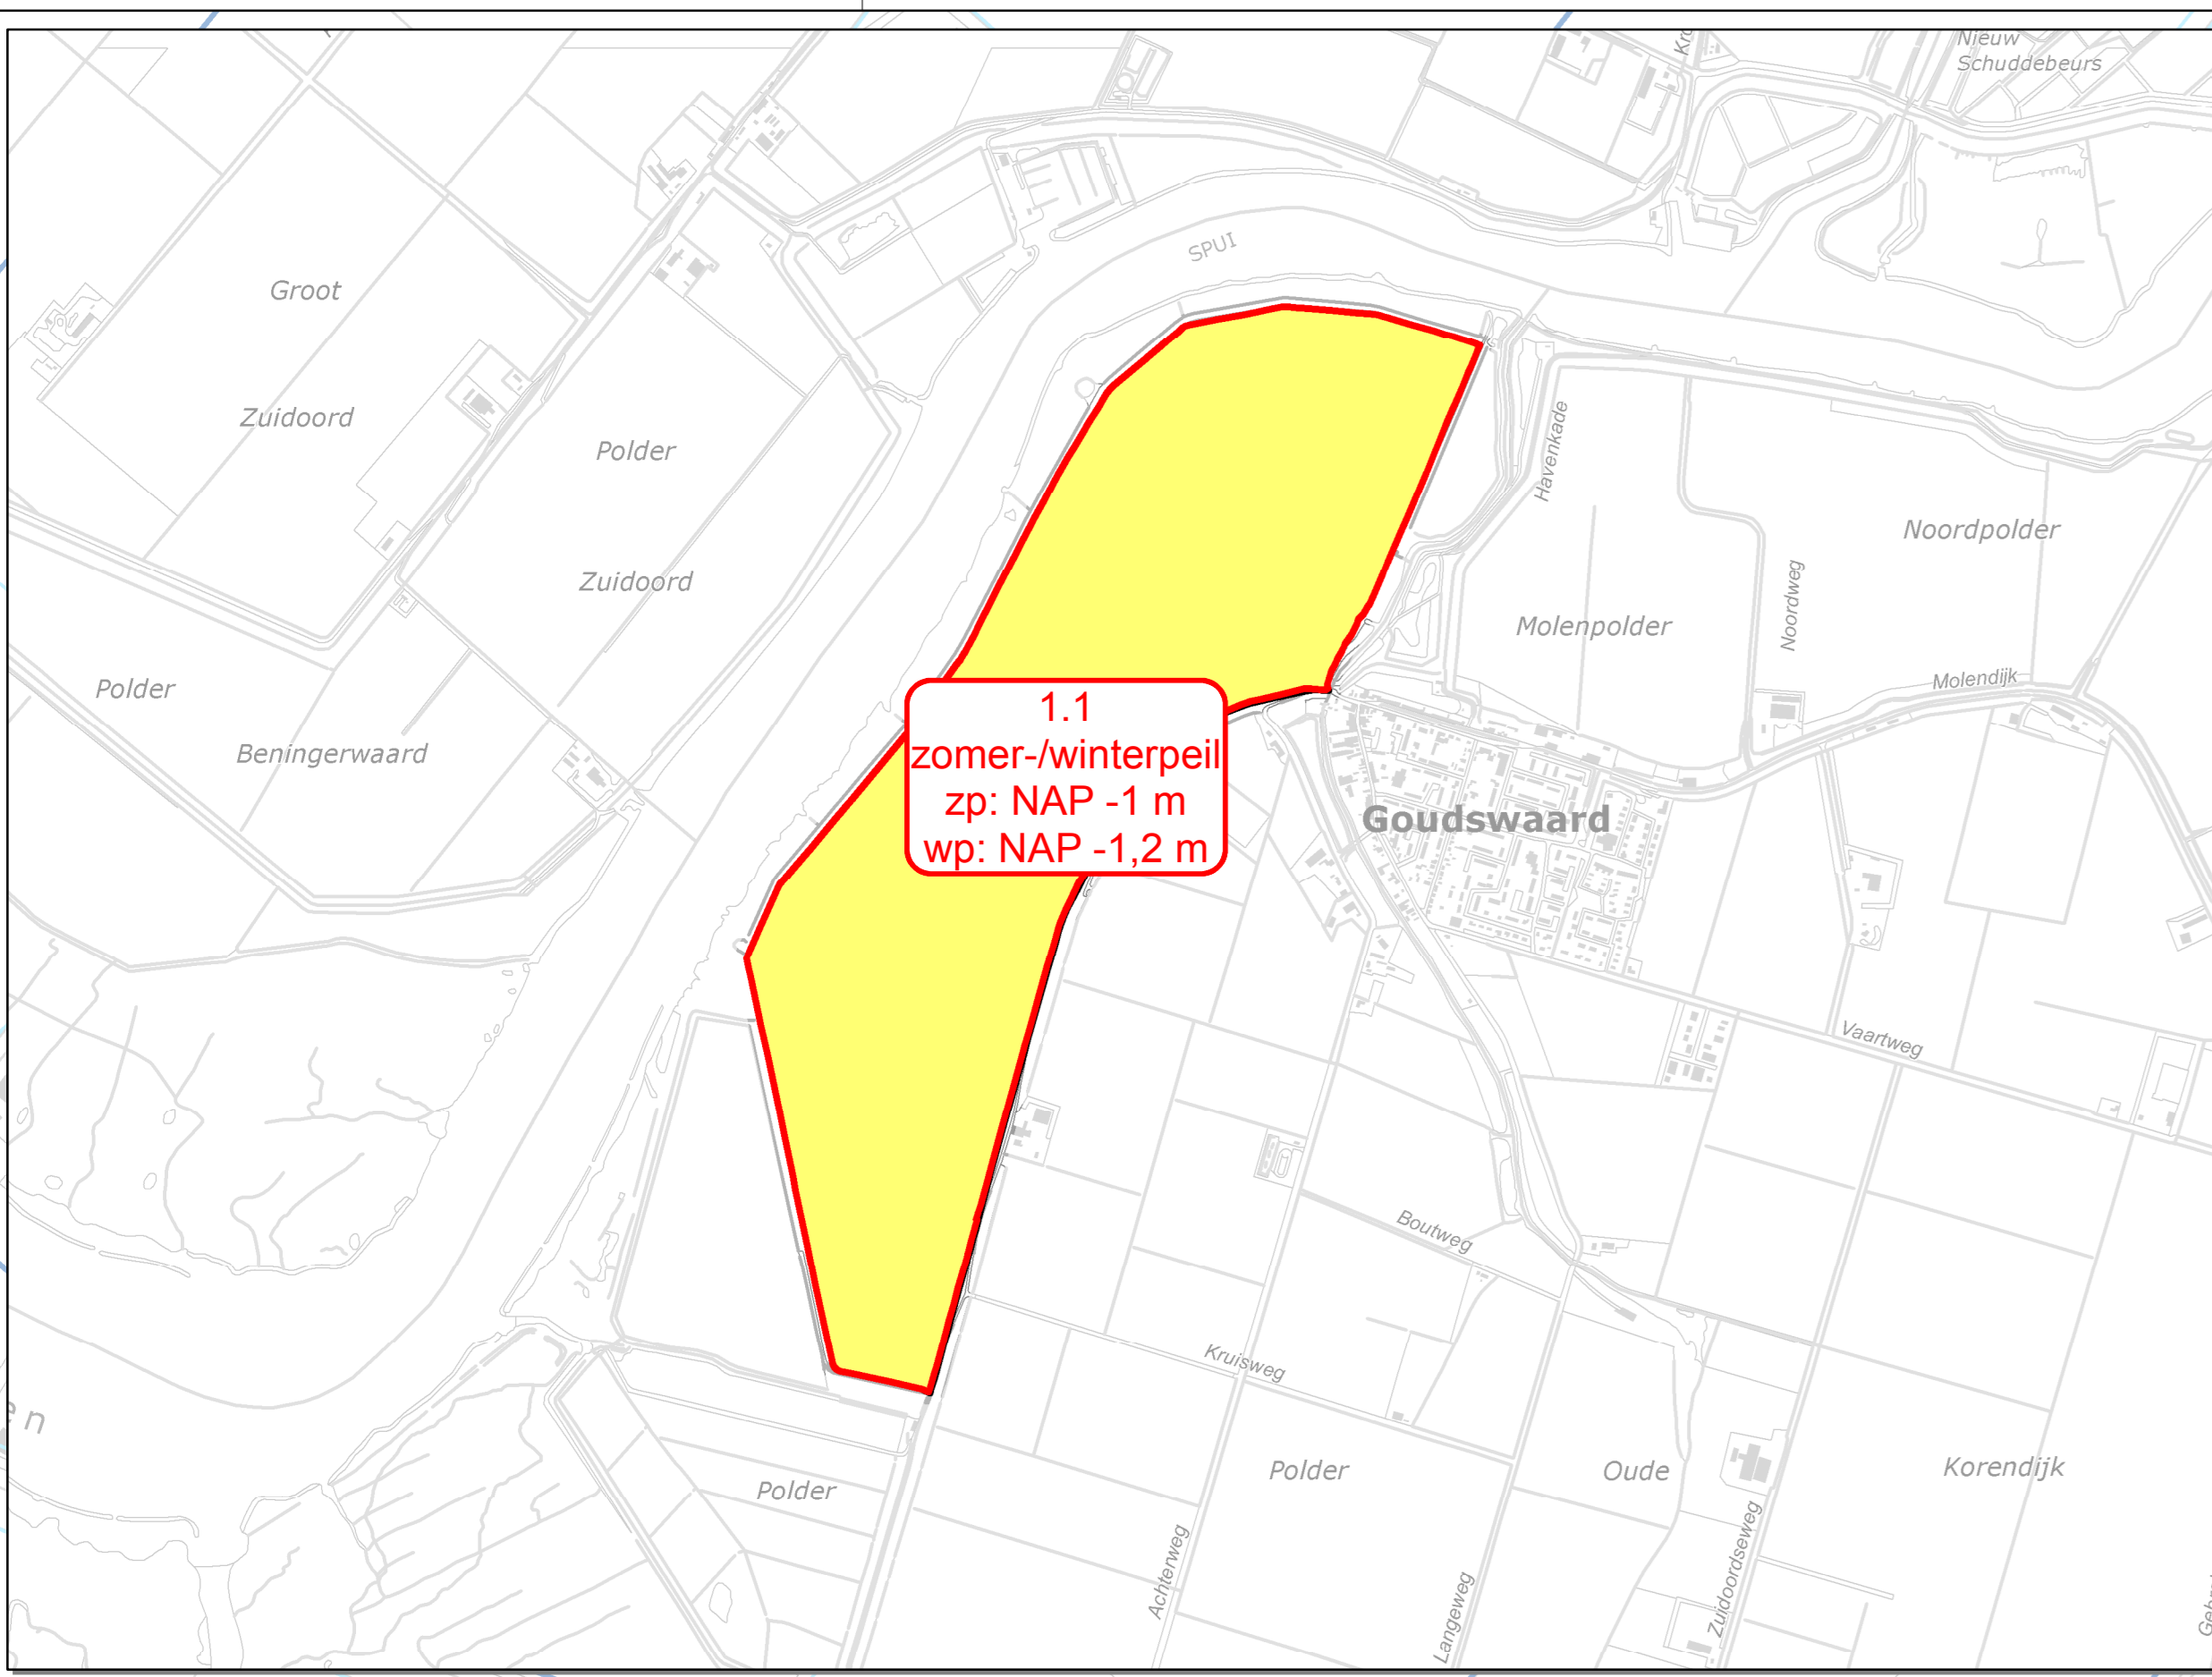 Nieuw
Schuddebeurs
SPUI
Groot
Zuidoord
Polder
Zuidoord
Havenkade
Noordpolder
Noordweg
Molenpolder
Polder
Molendijk
Beningerwaard
1.1
zomer-/winterpeil
zp: NAP -1 m
wp: NAP -1,2 m
Goudswaard
Vaartweg
Boutweg
Kruisweg
Polder
Polder
Oude
Korendijk
Achterweg
Langeweg
Zuidoordseweg